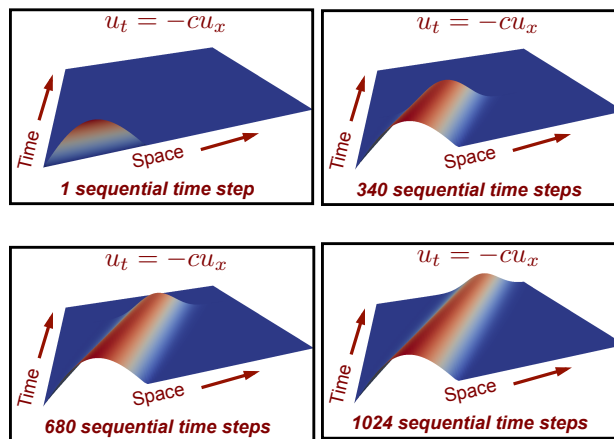 u_t = −cu_x
Time
Space
1 sequential time step
u_t = −cu_x
Time
Space
340 sequential time steps
u_t = −cu_x
Time
Space
680 sequential time steps
u_t = −cu_x
Time
Space
1024 sequential time steps